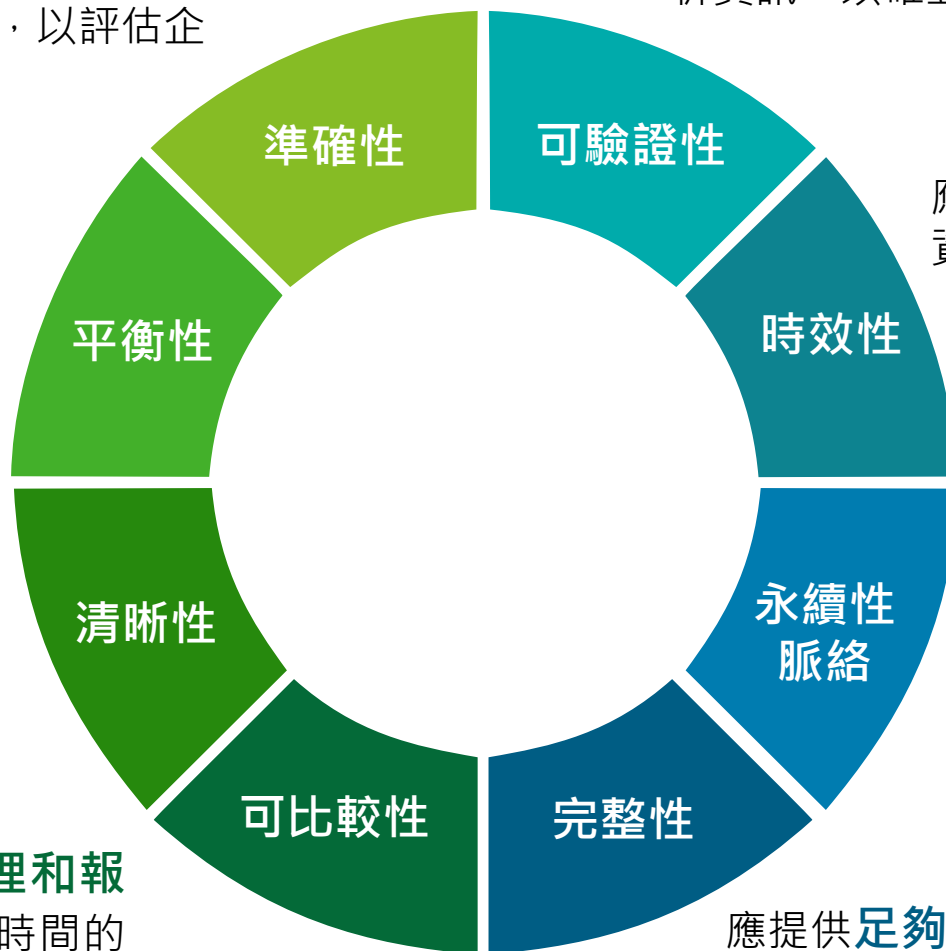 ，以評估企
準確性
可驗證性
平衡性
時效性
清晰性
永續性
脈絡
可比較性
完整性
理和報
時間的
應提供足夠